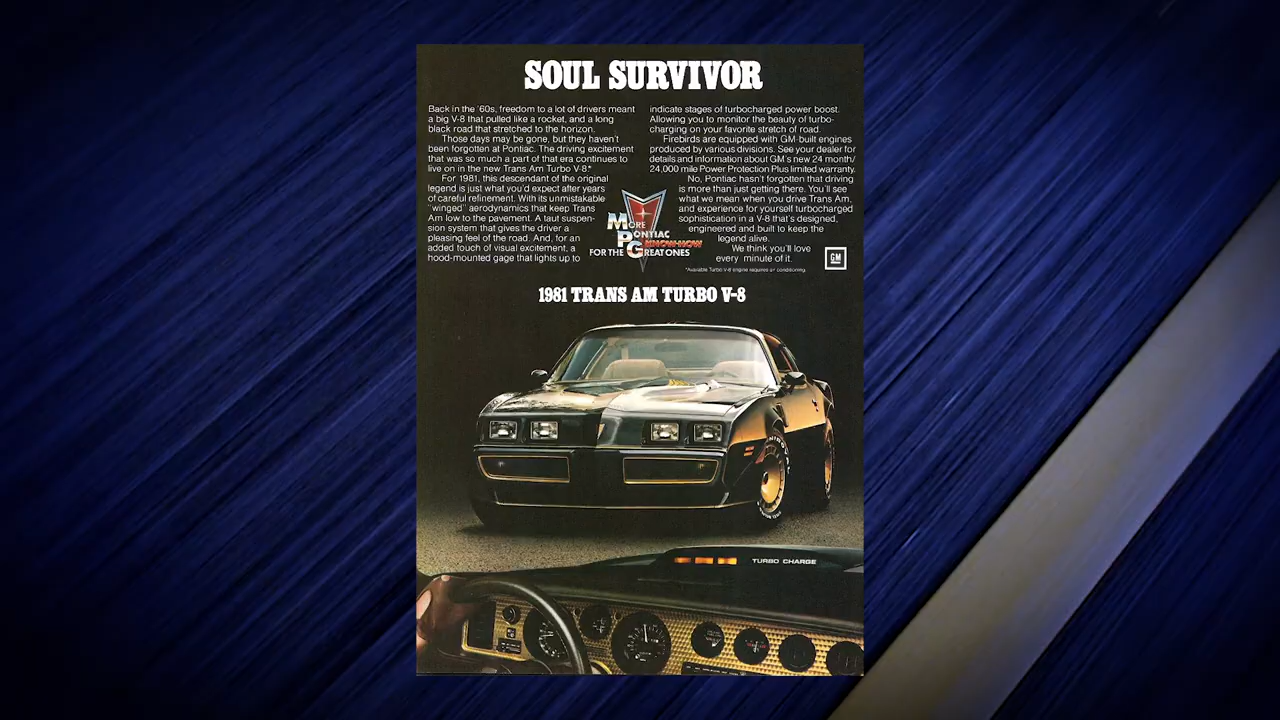 SOUL SURVIVOR
Back in the '60s, freedom to a lot of drivers meant
a big V-8 that pulled like a rocket, and a long
black road that stretched to the horizon.
Those days may be gone, but they haven't
been forgotten at Pontiac. The driving excitement
that was so much a part of that era continues to
live on in the new Trans Am Turbo V-8.*
For 1981, this descendant of the original
legend is just what you'd expect after years
of careful refinement. With its unmistakable
"winged" aerodynamics that keep Trans
Am low to the pavement. A taut suspen-
sion system that gives the driver a
pleasing feel of the road. And, for an
added touch of visual excitement, a
hood-mounted gage that lights up to
indicate stages of turbocharged power boost.
Allowing you to monitor the beauty of turbo-
charging on your favorite stretch of road.
Firebirds are equipped with GM-built engines
produced by various divisions. See your dealer for
details and information about GM's new 24 month/
24,000 mile Power Protection Plus limited warranty.
No, Pontiac hasn't forgotten that driving
is more than just getting there. You'll see
what we mean when you drive Trans Am,
and experience for yourself turbocharged
sophistication in a V-8 that's designed,
engineered and built to keep the
legend alive.
We think you'll love
every minute of it.
*Available Turbo V-8 engine requires air conditioning.
MORE
PONTIAC
KNOW-HOW
FOR THE GREAT ONES
GM
1981 TRANS AM TURBO V-8
TURBO CHARGE